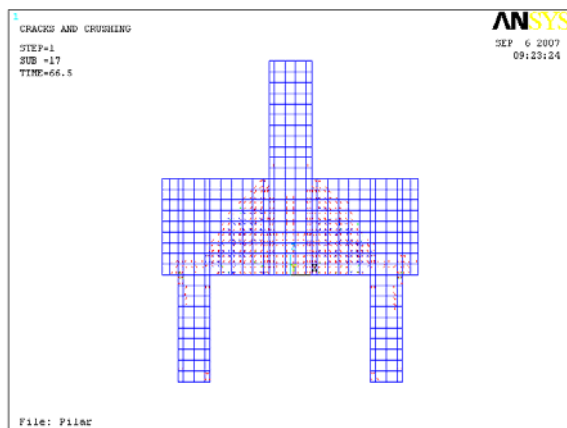 1
CRACKS AND CRUSHING
STEP=1
SUB =17
TIME=66.5
ANSYS
SEP 6 2007
09:23:24
File: Pilar